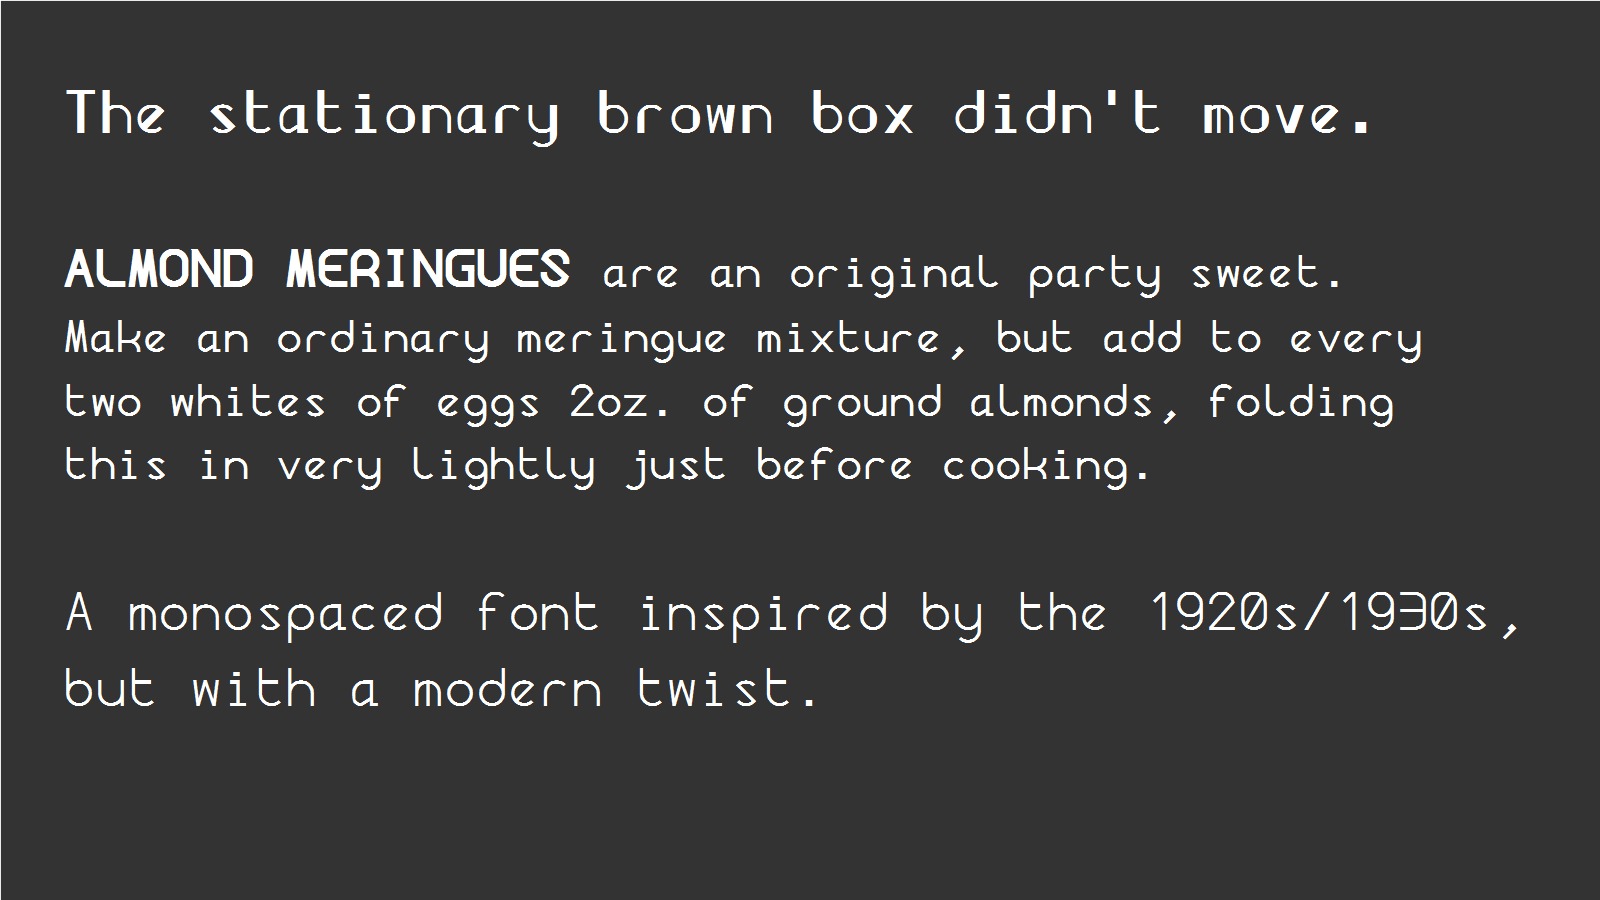 The stationary brown box didn't move.
ALMOND MERINGUES are an original party sweet.
Make an ordinary meringue mixture, but add to every
two whites of eggs 2oz. of ground almonds, folding
this in very lightly just before cooking.
A monospaced font inspired by the 1920s/1930s,
but with a modern twist.